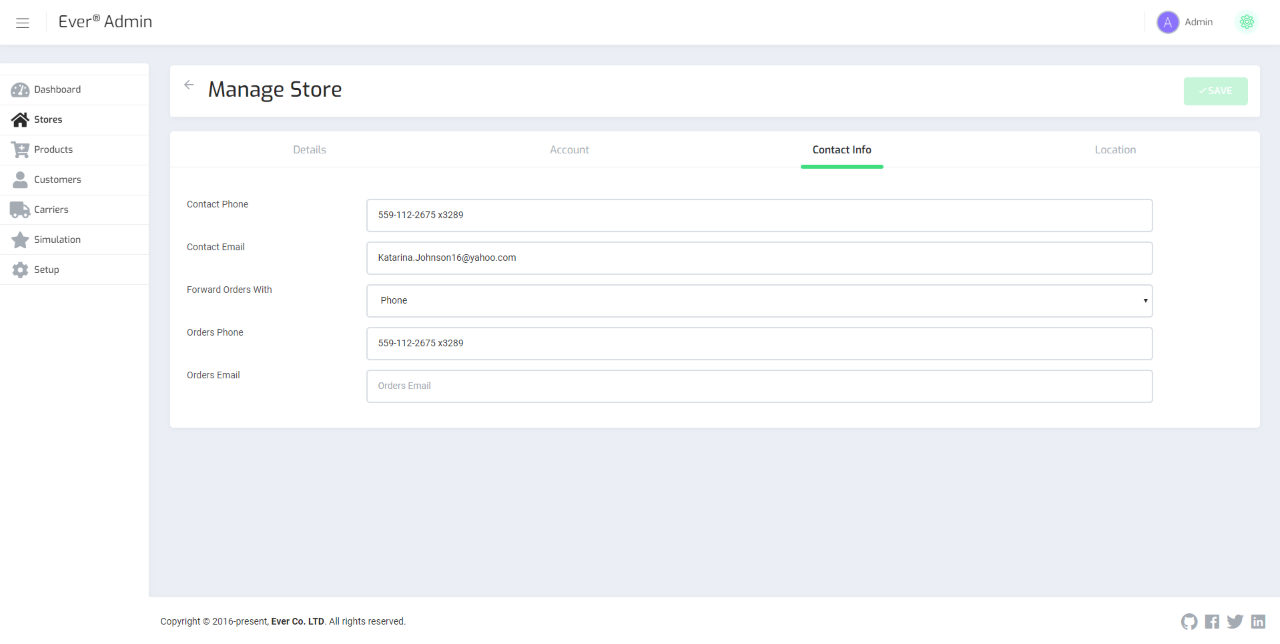 Ever® Admin
A Admin
Dashboard
Stores
Products
Customers
Carriers
Simulation
Setup
Manage Store
SAVE
Details Account Contact Info Location
Contact Phone 559-112-2675 x3289
Contact Email Katarina.Johnson16@yahoo.com
Forward Orders With Phone
Orders Phone 559-112-2675 x3289
Orders Email Orders Email
Copyright © 2016-present, Ever Co. LTD. All rights reserved.